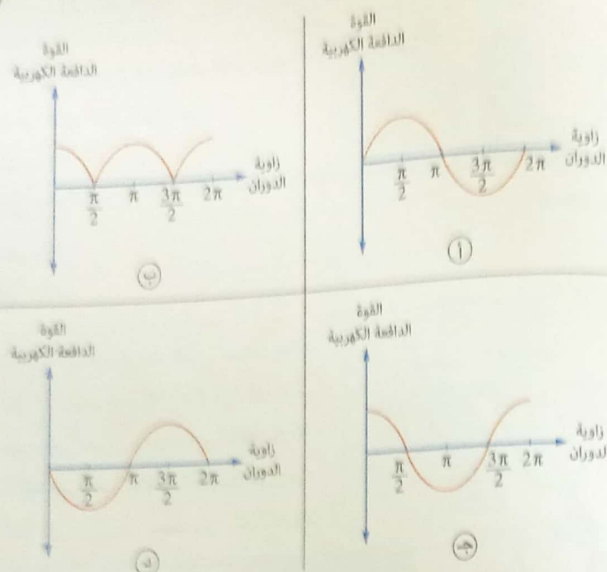 القوة
الدافعة الكهربية
زاوية
الدوران
π/2 π 3π/2 2π
أ
القوة
الدافعة الكهربية
زاوية
الدوران
π/2 π 3π/2 2π
ب
القوة
الدافعة الكهربية
زاوية
الدوران
π/2 π 3π/2 2π
جـ
القوة
الدافعة الكهربية
زاوية
الدوران
π/2 π 3π/2 2π
د